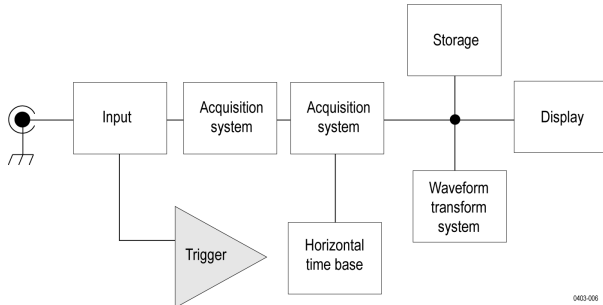 Storage
Input
Acquisition
system
Acquisition
system
Display
Waveform
transform
system
Trigger
Horizontal
time base
0403-006